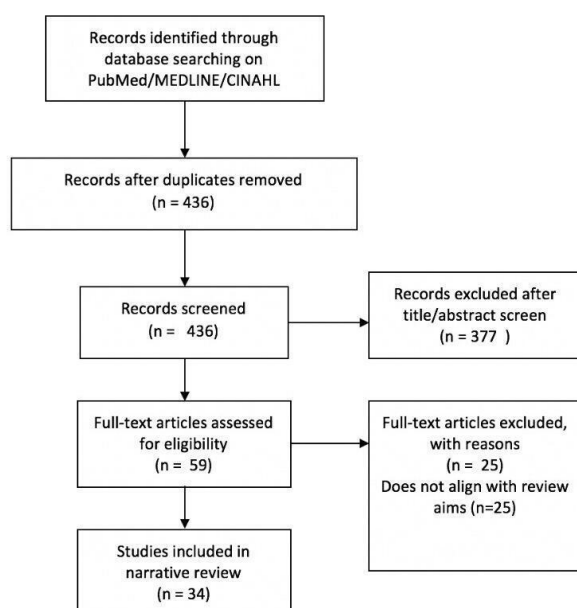 Records identified through
database searching on
PubMed/MEDLINE/CINAHL
Records after duplicates removed
(n = 436)
Records screened
(n = 436)
Records excluded after
title/abstract screen
(n = 377 )
Full-text articles assessed
for eligibility
(n = 59)
Full-text articles excluded,
with reasons
(n = 25)
Does not align with review
aims (n=25)
Studies included in
narrative review
n = 34)